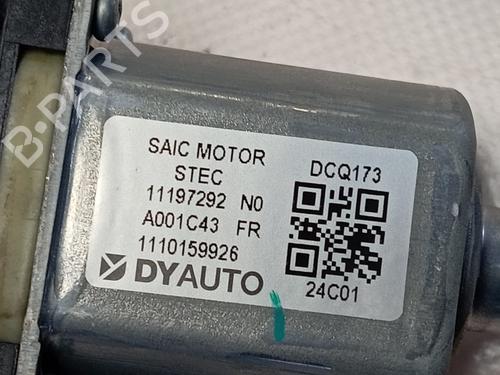 SAIC MOTOR DCQ173
STEC
11197292 N0
A001C43 FR
1110159926
DYAUTO 24C01
B-PARTS